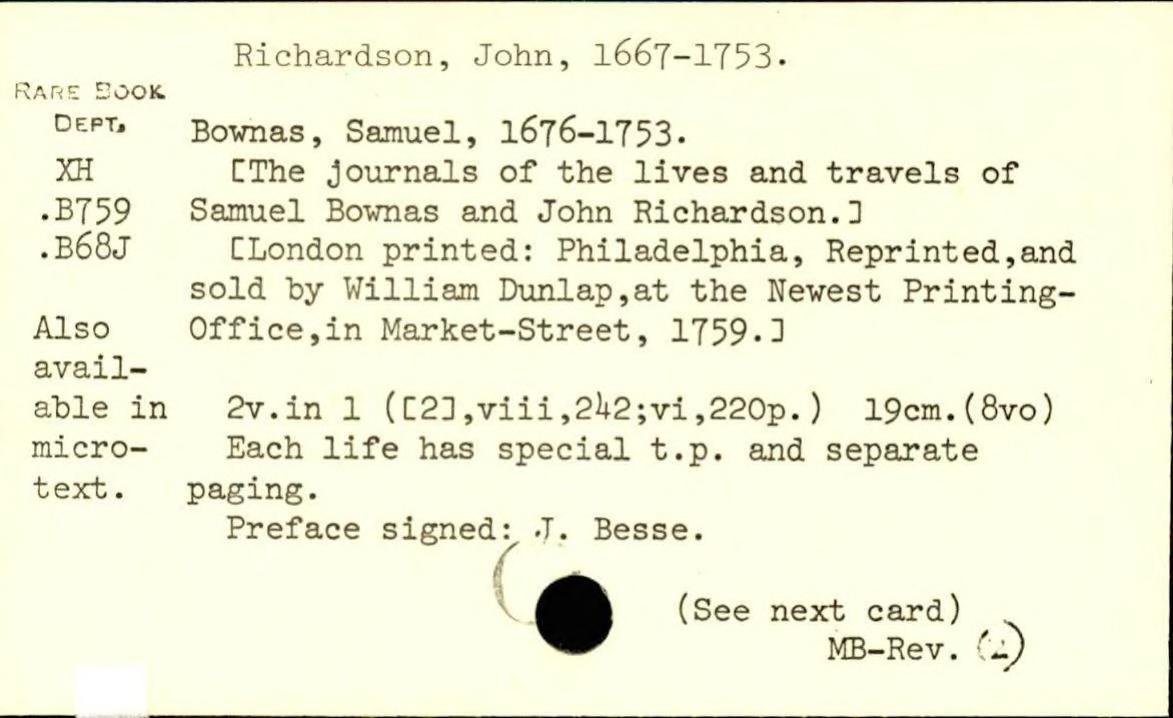 Richardson, John, 1667-1753.
RARE BOOK
DEPT. Bownas, Samuel, 1676-1753.
XH [The journals of the lives and travels of
.B759 Samuel Bownas and John Richardson.]
.B68J [London printed: Philadelphia, Reprinted,and
sold by William Dunlap,at the Newest Printing-
Also Office,in Market-Street, 1759.]
avail-
able in 2v.in 1 ([2],viii,242;vi,220p.) 19cm.(8vo)
micro- Each life has special t.p. and separate
text. paging.
Preface signed: J. Besse.
(See next card)
MB-Rev. (2)